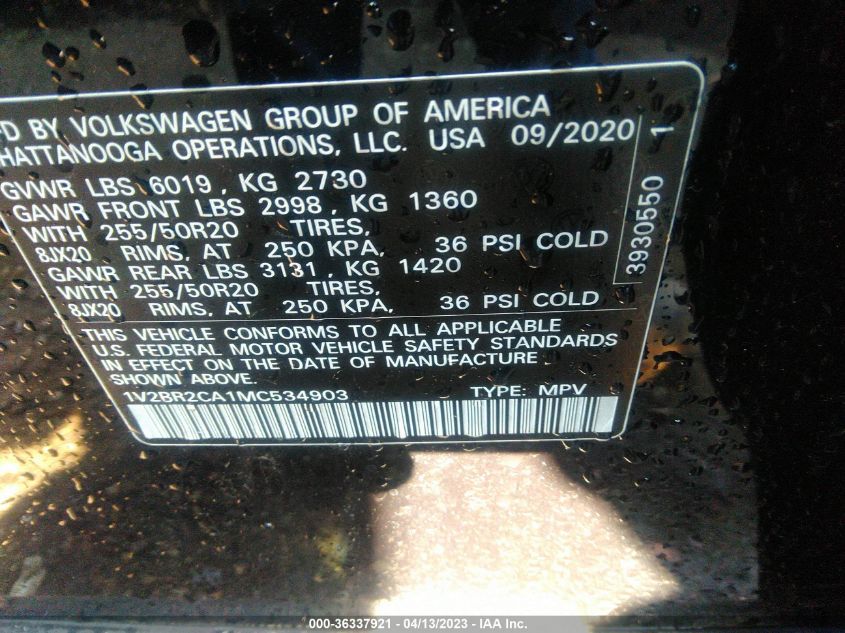 FD BY VOLKSWAGEN GROUP OF AMERICA
HATTANOOGA OPERATIONS, LLC. USA 09/2020
GVWR LBS 6019, KG 2730
GAWR FRONT LBS 2998, KG 1360
WITH 255/50R20 TIRES,
8JX20 RIMS, AT 250 KPA, 36 PSI COLD
GAWR REAR LBS 3131, KG 1420
WITH 255/50R20 TIRES,
8JX20 RIMS, AT 250 KPA, 36 PSI COLD
THIS VEHICLE CONFORMS TO ALL APPLICABLE
U.S. FEDERAL MOTOR VEHICLE SAFETY STANDARDS
IN EFFECT ON THE DATE OF MANUFACTURE
SHOWN ABOVE.
1V2BR2CA1MC534903 TYPE: MPV
3930550 1
000-36337921 - 04/13/2023 - IAA Inc.